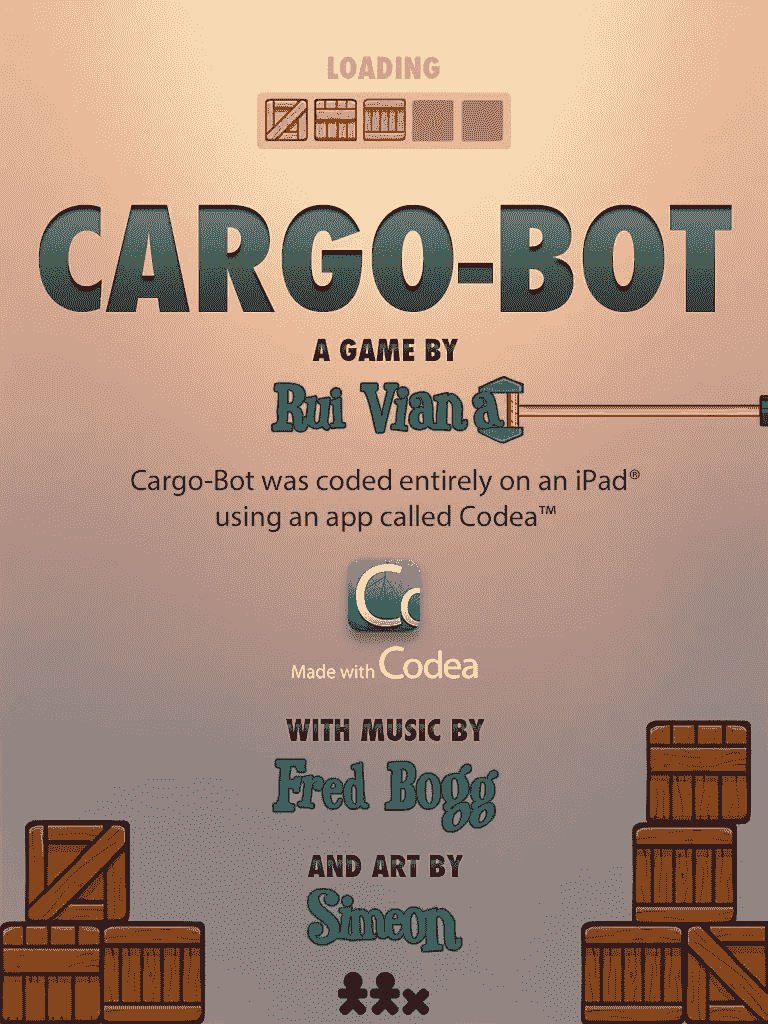 LOADING
CARGO-BOT
A GAME BY
Rui Viana
Cargo-Bot was coded entirely on an iPad®
using an app called Codea™
Co
Made with Codea
WITH MUSIC BY
Fred Bogg
AND ART BY
Simeon